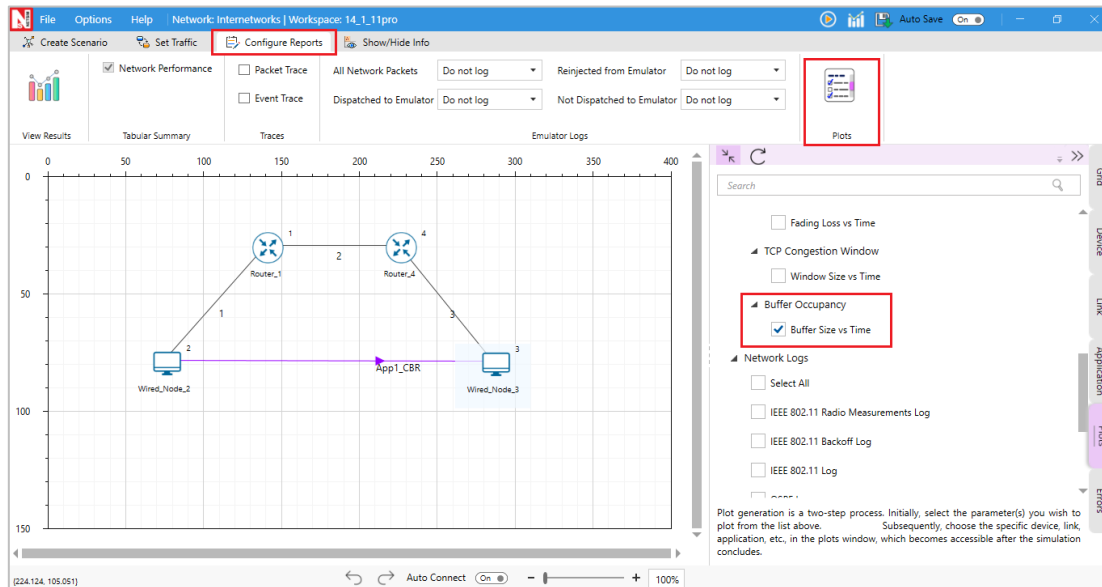 N File Options Help Network: Internetworks | Workspace: 14_1_11pro Auto Save On
Create Scenario Set Traffic Configure Reports Show/Hide Info
Network Performance Packet Trace All Network Packets Do not log Reinjected from Emulator Do not log
Event Trace Dispatched to Emulator Do not log Not Dispatched to Emulator Do not log
View Results Tabular Summary Traces Emulator Logs Plots
0 50 100 150 200 250 300 350 400
0
50
100
150
1
Router_1
2
4
Router_4
1
3
2
Wired_Node_2
App1_CBR
3
Wired_Node_3
Search
Fading Loss vs Time
TCP Congestion Window
Window Size vs Time
Buffer Occupancy
Buffer Size vs Time
Network Logs
Select All
IEEE 802.11 Radio Measurements Log
IEEE 802.11 Backoff Log
IEEE 802.11 Log
Plot generation is a two-step process. Initially, select the parameter(s) you wish to
plot from the list above. Subsequently, choose the specific device, link,
application, etc., in the plots window, which becomes accessible after the simulation
concludes.
Grid
Device
Link
Application
Plots
Errors
(224.124, 105.051) Auto Connect On 100%